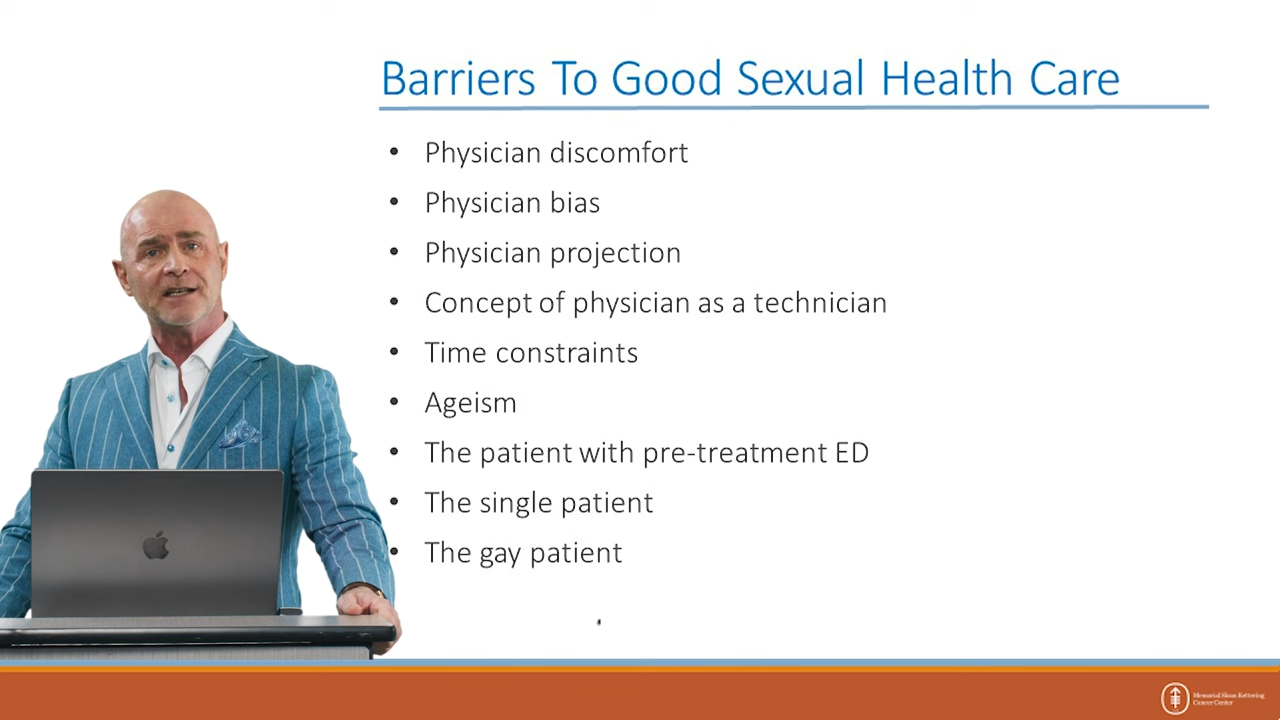 Barriers To Good Sexual Health Care
• Physician discomfort
• Physician bias
• Physician projection
• Concept of physician as a technician
• Time constraints
• Ageism
• The patient with pre-treatment ED
• The single patient
• The gay patient
Memorial Sloan Kettering
Cancer Center